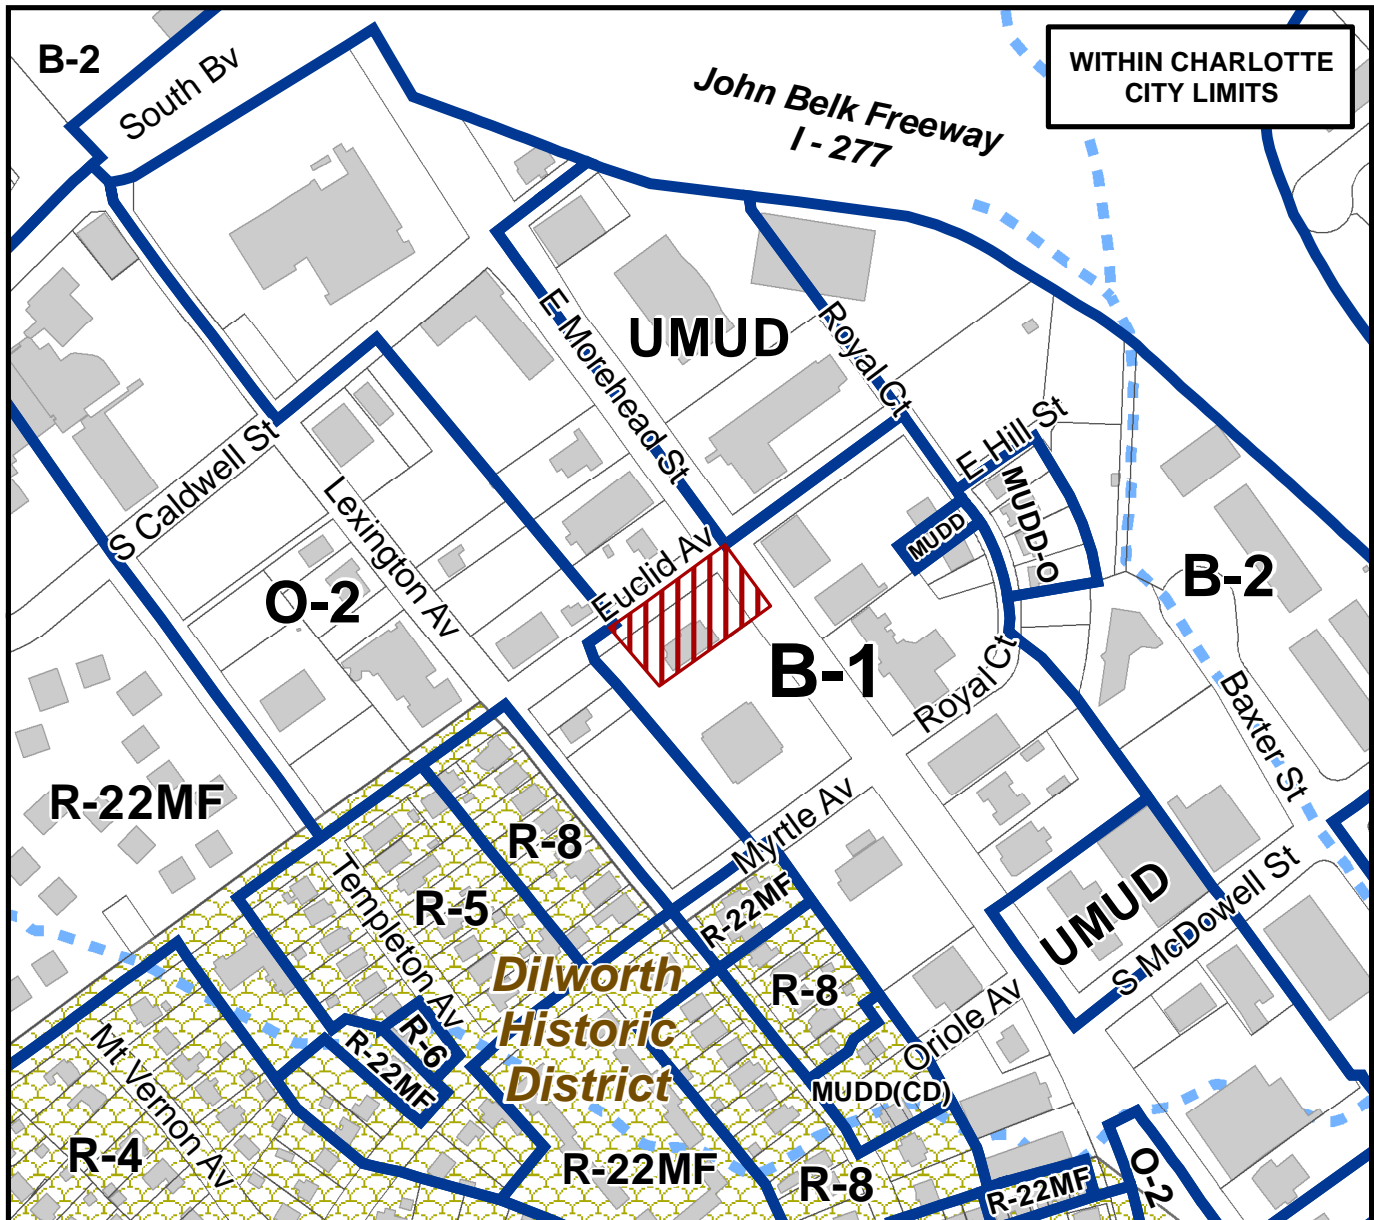 B-2
South Bv
WITHIN CHARLOTTE
CITY LIMITS
John Belk Freeway
I - 277
E Morehead St
UMUD
Royal Ct
E Hill St
S Caldwell St
Lexington Av
MUDD-O
MUDD
Euclid Av
O-2
B-2
B-1
Royal Ct
Baxter St
R-22MF
Myrtle Av
R-8
Templeton Av
R-5
R-22MF
UMUD
S McDowell St
Dilworth
Historic
District
R-8
Oriole Av
R-6
R-22MF
Mt Vernon Av
MUDD(CD)
R-4
R-22MF
R-8
R-22MF
O-2